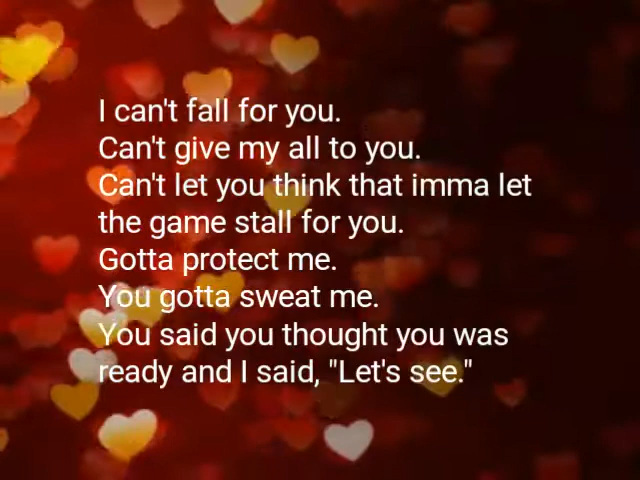 I can't fall for you.
Can't give my all to you.
Can't let you think that imma let
the game stall for you.
Gotta protect me.
You gotta sweat me.
You said you thought you was
ready and I said, "Let's see."